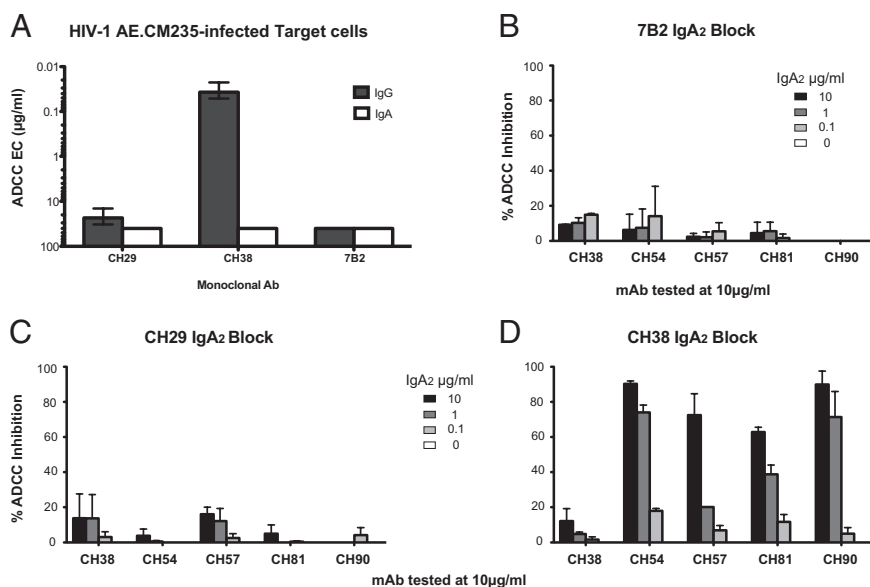 A
HIV-1 AE.CM235-infected Target cells
ADCC EC (µg/ml)
0.01
0.1
1
10
100
IgG
IgA
CH29 CH38 7B2
Monoclonal Ab
B
7B2 IgA2 Block
% ADCC Inhibition
100
80
60
40
20
0
IgA2 µg/ml
10
1
0.1
0
CH38 CH54 CH57 CH81 CH90
mAb tested at 10µg/ml
C
CH29 IgA2 Block
% ADCC Inhibition
100
80
60
40
20
0
IgA2 µg/ml
10
1
0.1
0
CH38 CH54 CH57 CH81 CH90
D
CH38 IgA2 Block
% ADCC Inhibition
100
80
60
40
20
0
CH38 CH54 CH57 CH81 CH90
mAb tested at 10µg/ml